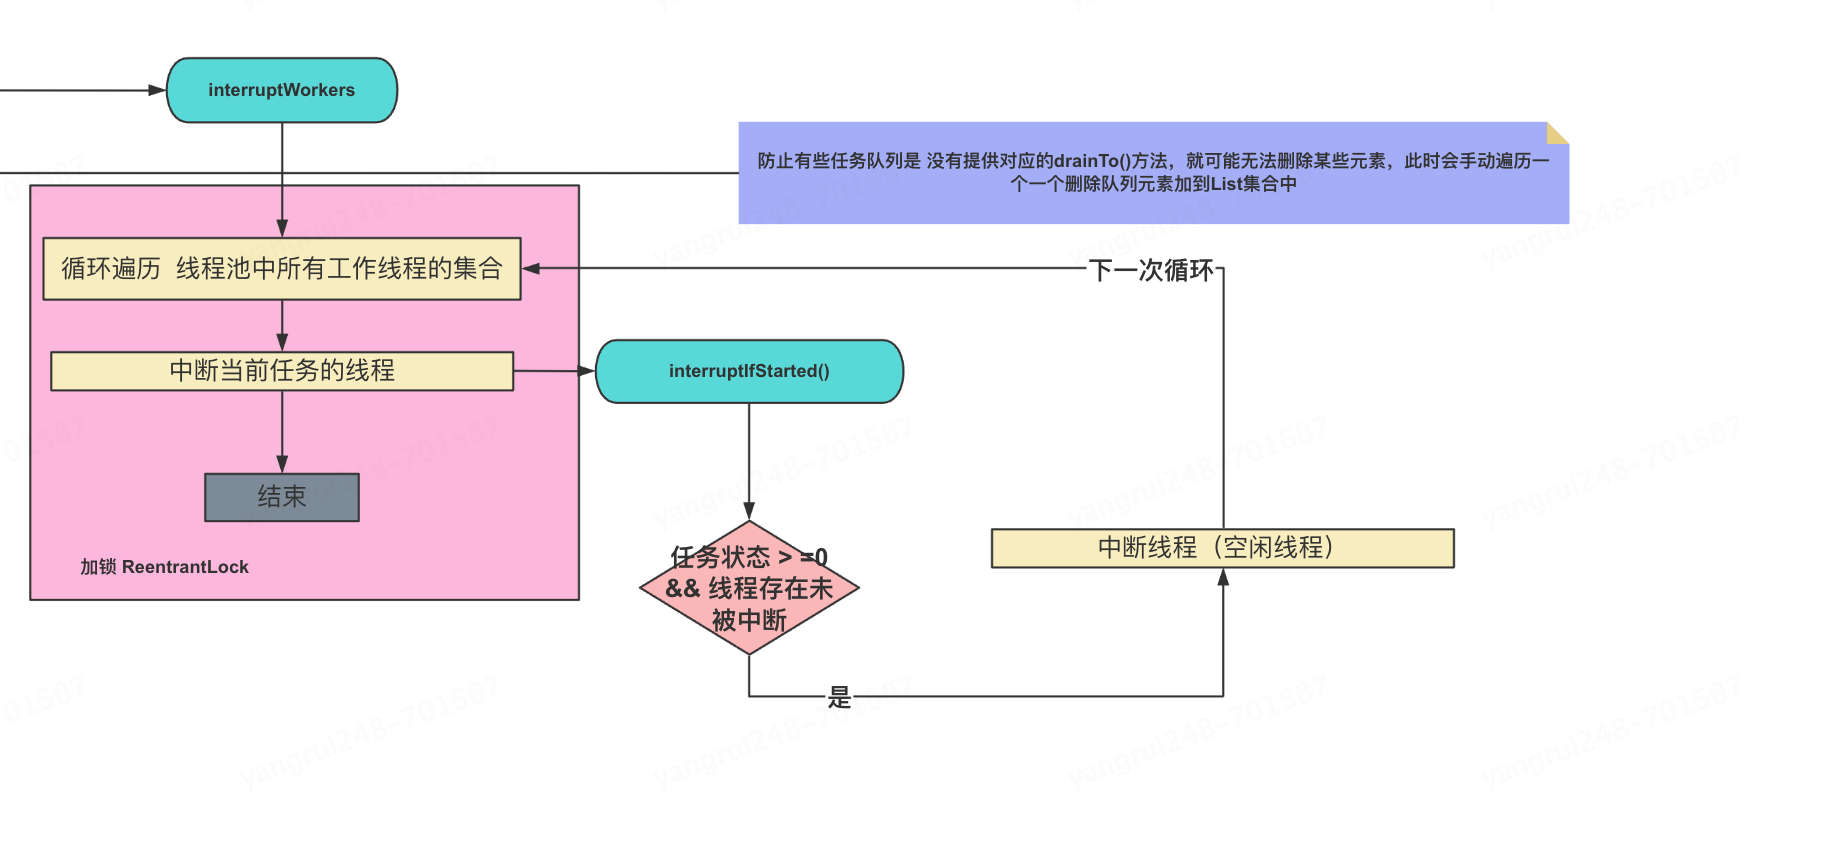 interruptWorkers
防止有些任务队列是 没有提供对应的drainTo()方法，就可能无法删除某些元素，此时会手动遍历一
个一个删除队列元素加到List集合中
循环遍历 线程池中所有工作线程的集合
下一次循环
中断当前任务的线程
interruptIfStarted()
结束
任务状态 > =0
&& 线程存在未
被中断
中断线程（空闲线程）
加锁 ReentrantLock
是
yangrui248-701587